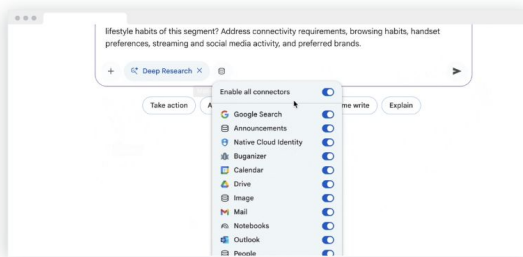 lifestyle habits of this segment? Address connectivity requirements, browsing habits, handset
preferences, streaming and social media activity, and preferred brands.
+ Deep Research ×
Enable all connectors
Take action
A
me write
Explain
Google Search
Announcements
Native Cloud Identity
Buganizer
Calendar
Drive
Image
Mail
Notebooks
Outlook
People